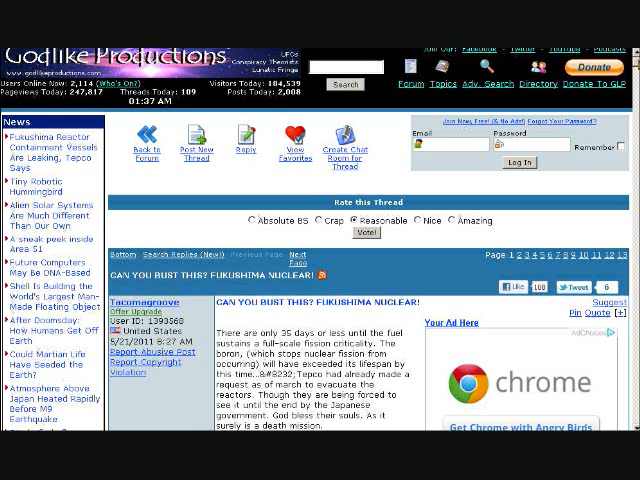 Godlike Productions
UFOs
Conspiracy Theorists
Lunatic Fringe
www.godlikeproductions.com
Join Us: Facebook - Twitter - YouTube - Podcasts
Search
Forum Topics Adv. Search Directory Donate To GLP
Donate
Users Online Now: 2,114 (Who's On?) Visitors Today: 184,539
Pageviews Today: 247,817 Threads Today: 109 Posts Today: 2,008
01:37 AM
News
Fukushima Reactor
Containment Vessels
Are Leaking, Tepco
Says
Tiny Robotic
Hummingbird
Alien Solar Systems
Are Much Different
Than Our Own
A sneak peek inside
Area 51
Future Computers
May Be DNA-Based
Shell Is Building the
World's Largest Man-
Made Floating Object
After Doomsday:
How Humans Get Off
Earth
Could Martian Life
Have Seeded the
Earth?
Atmosphere Above
Japan Heated Rapidly
Before M9
Earthquake
Back to
Forum
Post New
Thread
Reply
View
Favorites
Create Chat
Room for
Thread
Join Now, Free! (& No Ads!) Forgot Your Password?
Email Password
Remember
Log In
Rate this Thread
Absolute BS Crap Reasonable Nice Amazing
Vote!
Bottom Search Replies (New!) Previous Page Next
Page
Page 1 2 3 4 5 6 7 8 9 10 11 12 13
CAN YOU BUST THIS? FUKUSHIMA NUCLEAR!
Like 100 Tweet 6
Tacomagroove
Offer Upgrade
User ID: 1393568
United States
5/21/2011 8:27 AM
Report Abusive Post
Report Copyright
Violation
CAN YOU BUST THIS? FUKUSHIMA NUCLEAR!
Suggest
Pin Quote [+]
There are only 35 days or less until the fuel
sustains a full-scale fission criticality. The
boron, (which stops nuclear fission from
occurring) will have exceeded its lifespan by
this time...&#9232;Tepco had already made a
request as of march to evacuate the
reactors. Though they are being forced to
see it until the end by the Japanese
government. God bless their souls. As it
surely is a death mission.
Your Ad Here
AdChoices
chrome
Get Chrome with Angry Birds